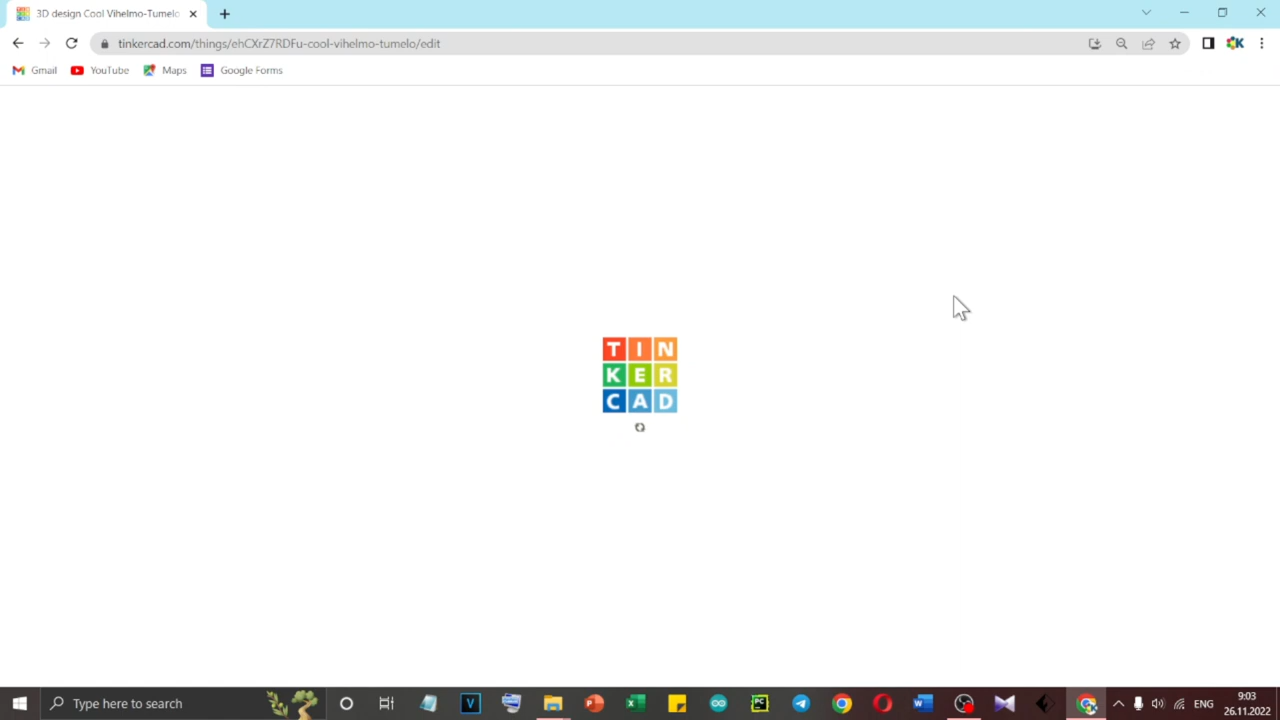 3D design Cool Vihelmo-Tumelo
tinkercad.com/things/ehCXrZ7RDFu-cool-vihelmo-tumelo/edit
K
Gmail
YouTube
Maps
Google Forms
TIN
KER
CAD
Type here to search
V
PC
ENG
9:03
26.11.2022